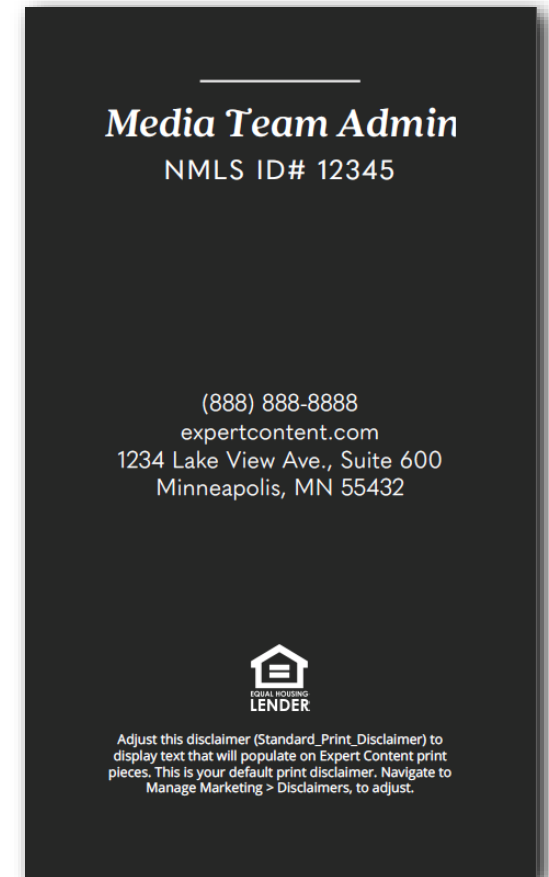 Media Team Admin
NMLS ID# 12345
(888) 888-8888
expertcontent.com
1234 Lake View Ave., Suite 600
Minneapolis, MN 55432
EQUAL HOUSING
LENDER
Adjust this disclaimer (Standard_Print_Disclaimer) to
display text that will populate on Expert Content print
pieces. This is your default print disclaimer. Navigate to
Manage Marketing > Disclaimers, to adjust.